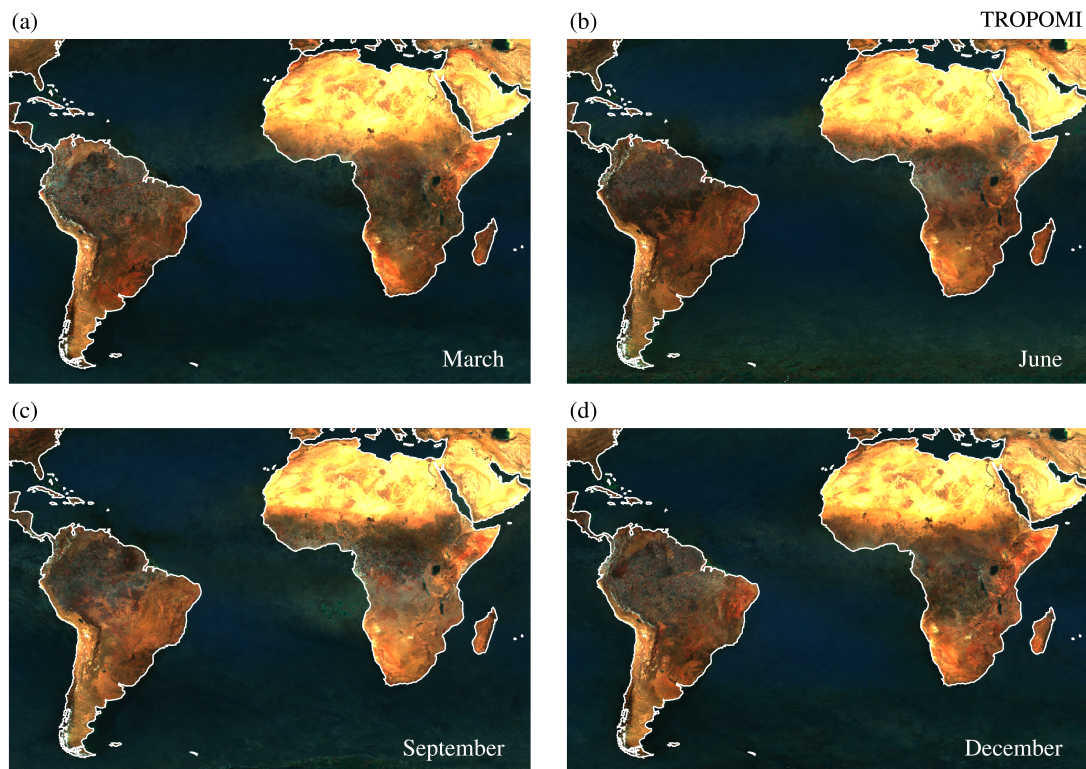 (a)
(b)
TROPOMI
March
June
(c)
(d)
September
December